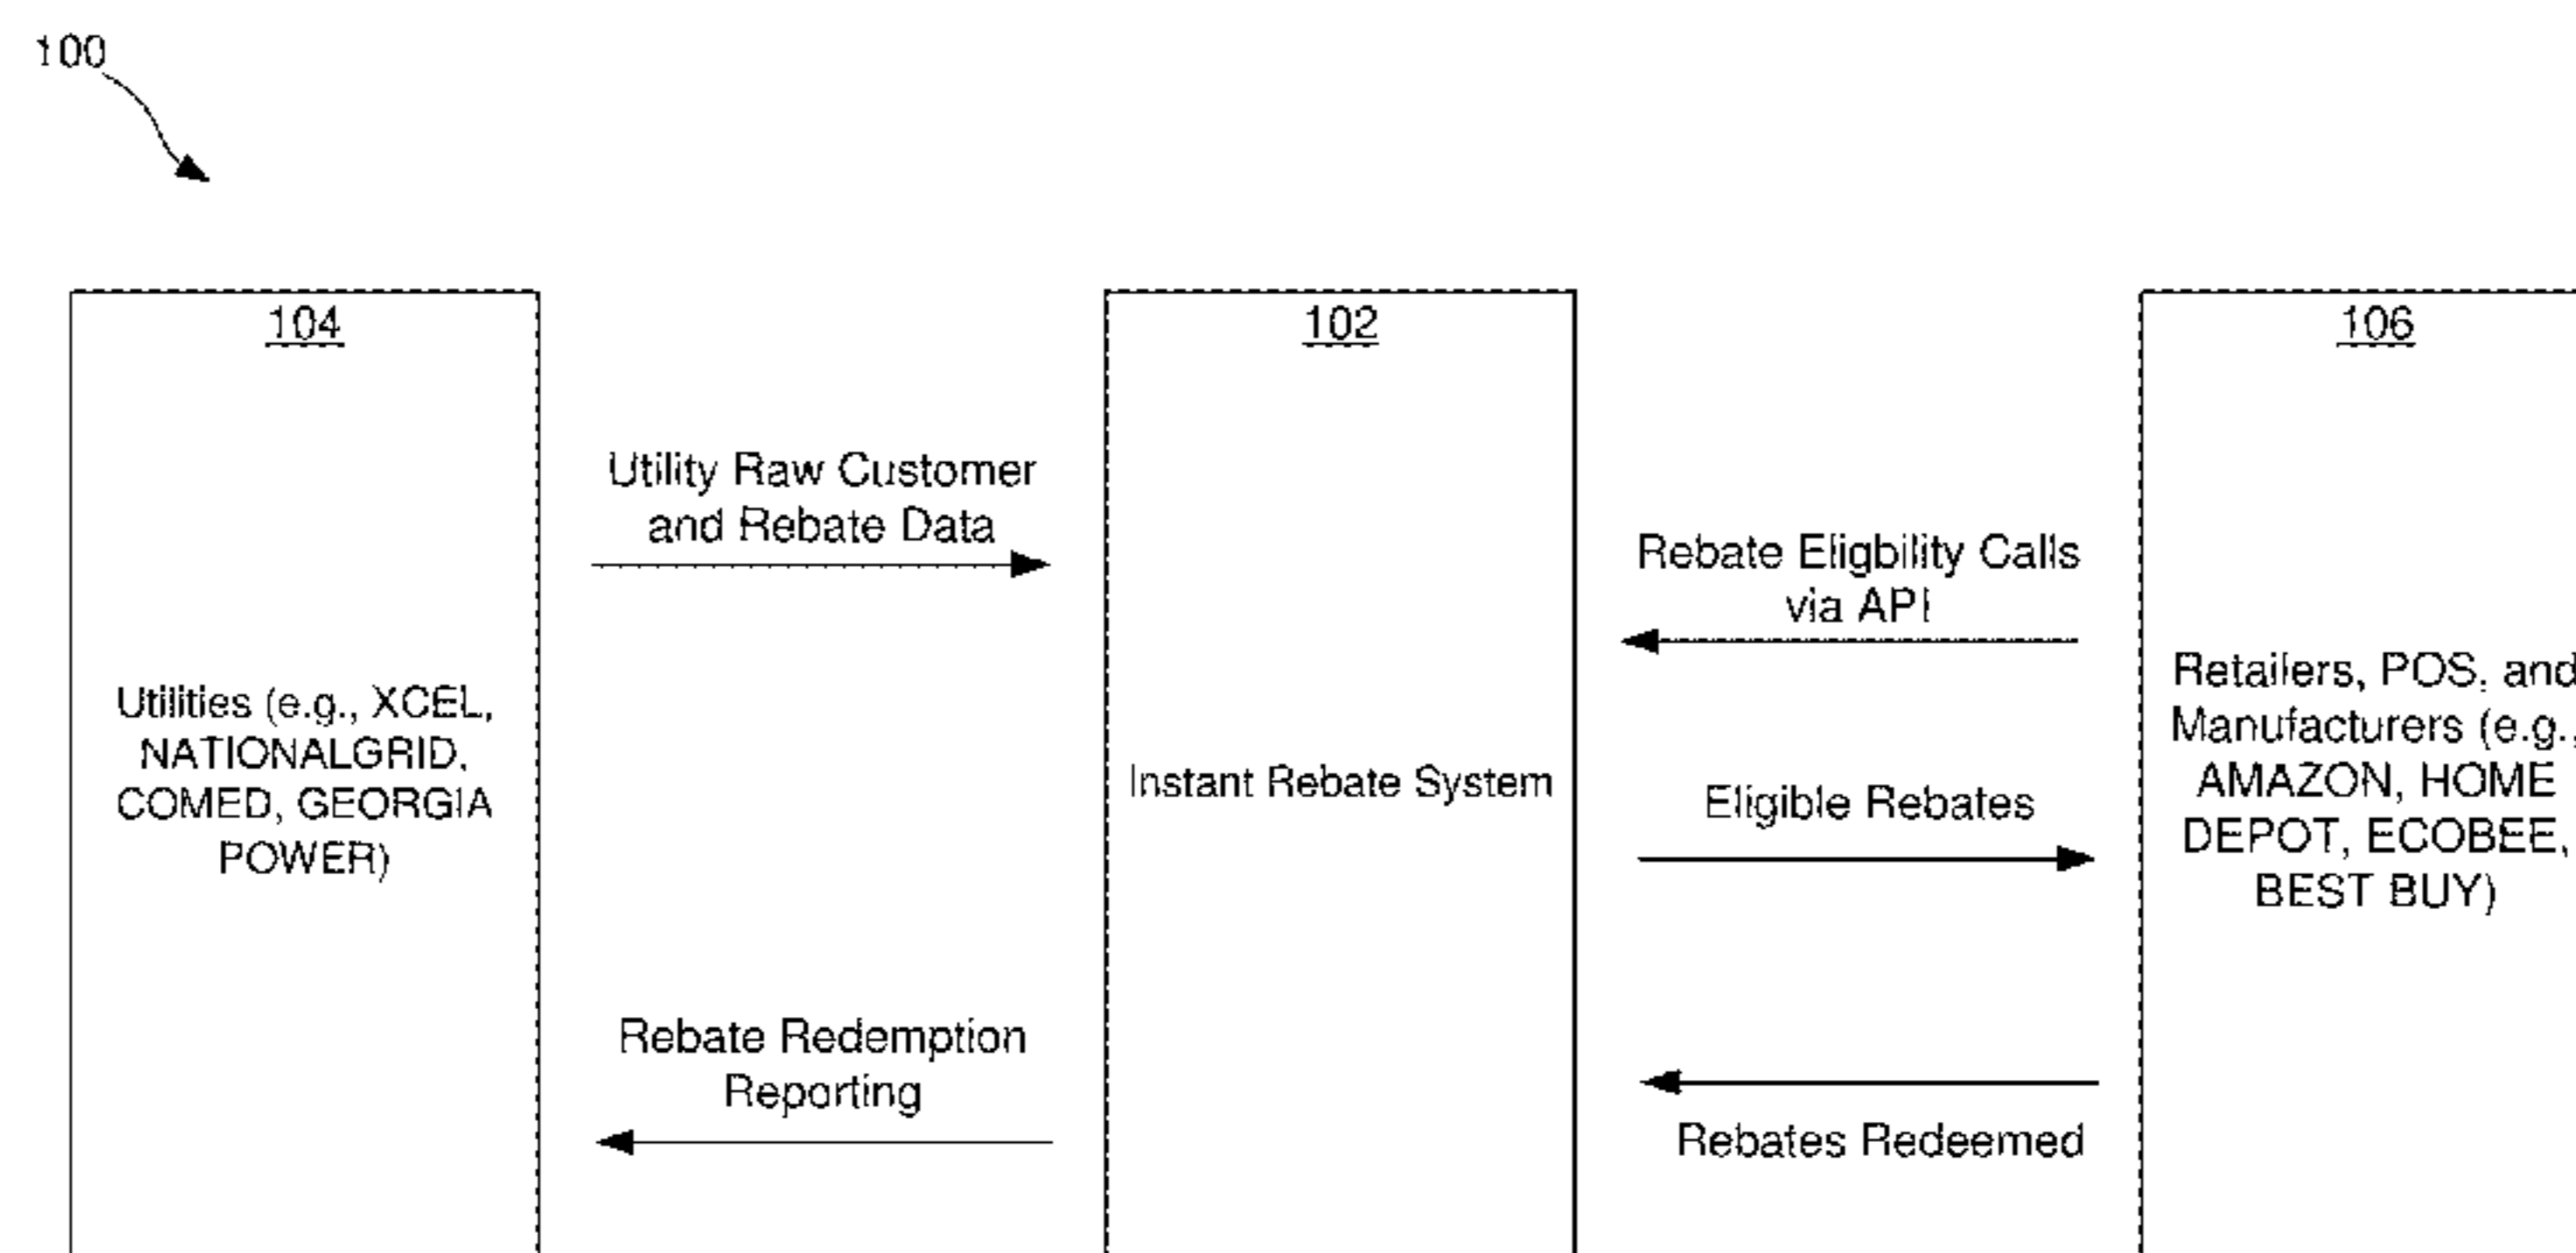 100
104
Utilities (e.g., XCEL,
NATIONALGRID,
COMED, GEORGIA
POWER)
Utility Raw Customer
and Rebate Data
Rebate Redemption
Reporting
102
Instant Rebate System
Rebate Eligbility Calls
via API
Eligible Rebates
Rebates Redeemed
106
Retailers, POS, and
Manufacturers (e.g.,
AMAZON, HOME
DEPOT, ECOBEE,
BEST BUY)